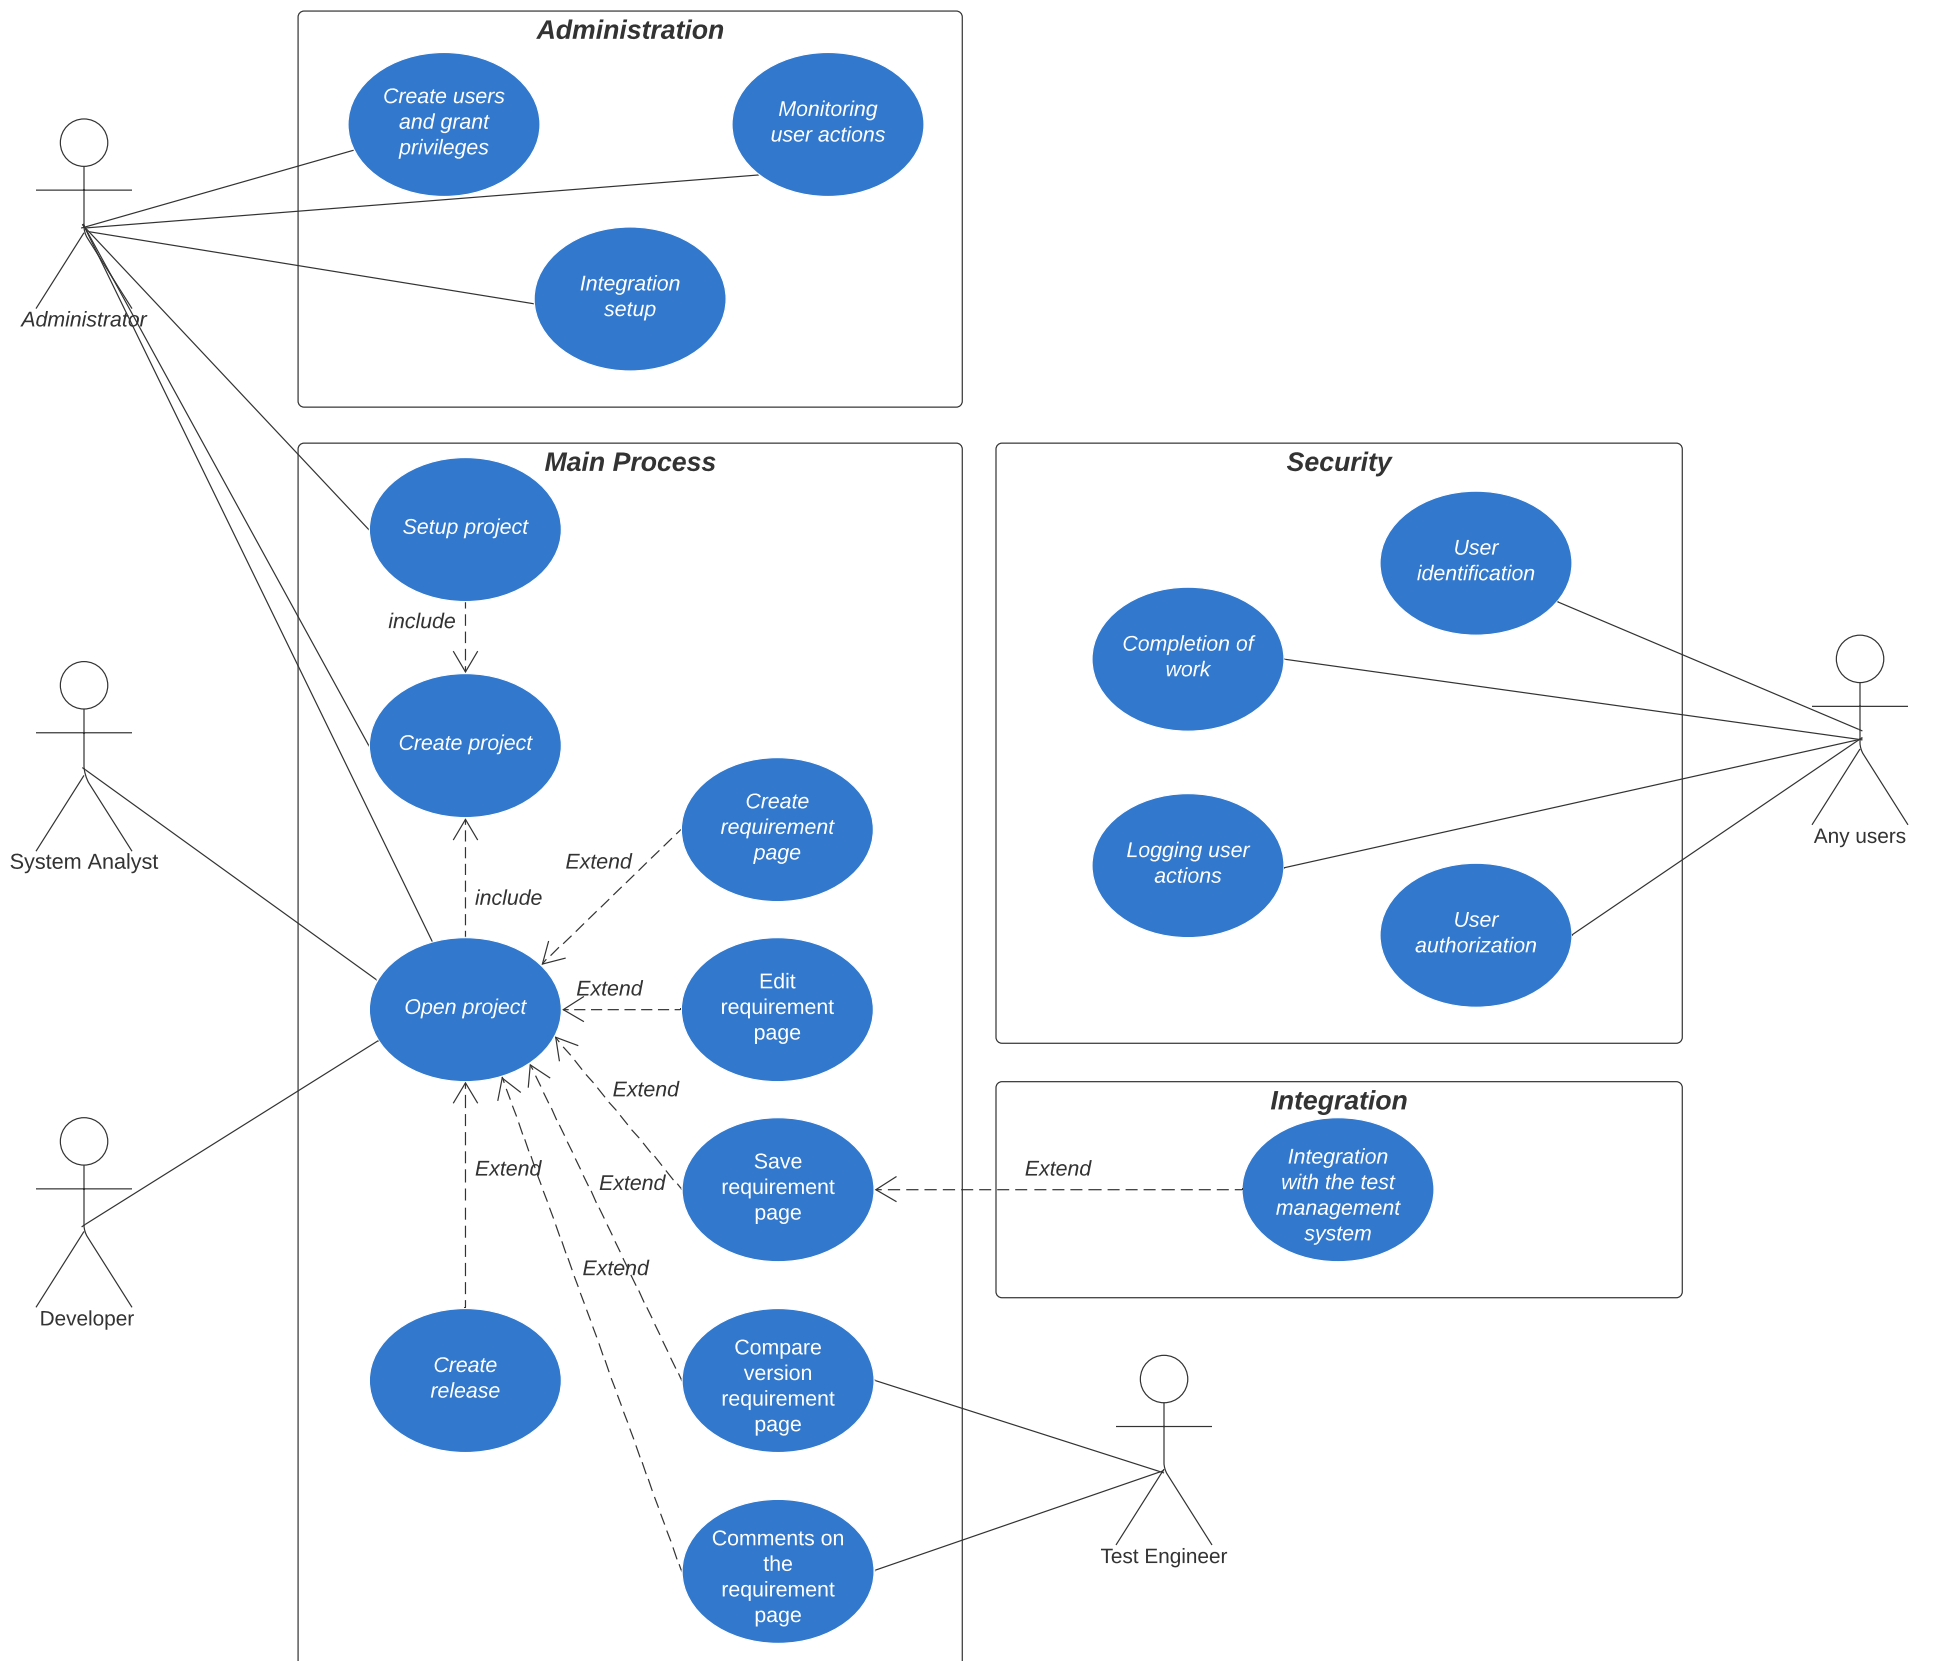 Administration
Create users
and grant
privileges
Monitoring
user actions
Integration
setup
Administrator
Main Process
Setup project
include
Create project
include
Create
requirement
page
Extend
Open project
Edit
requirement
page
Extend
Save
requirement
page
Extend
Extend
Extend
Extend
Create
release
Compare
version
requirement
page
Comments on
the
requirement
page
System Analyst
Developer
Security
User
identification
Completion of
work
Logging user
actions
User
authorization
Any users
Integration
Extend
Integration
with the test
management
system
Test Engineer